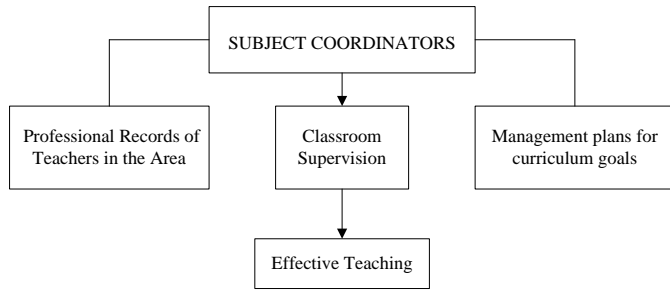 SUBJECT COORDINATORS
Professional Records of
Teachers in the Area
Classroom
Supervision
Management plans for
curriculum goals
Effective Teaching